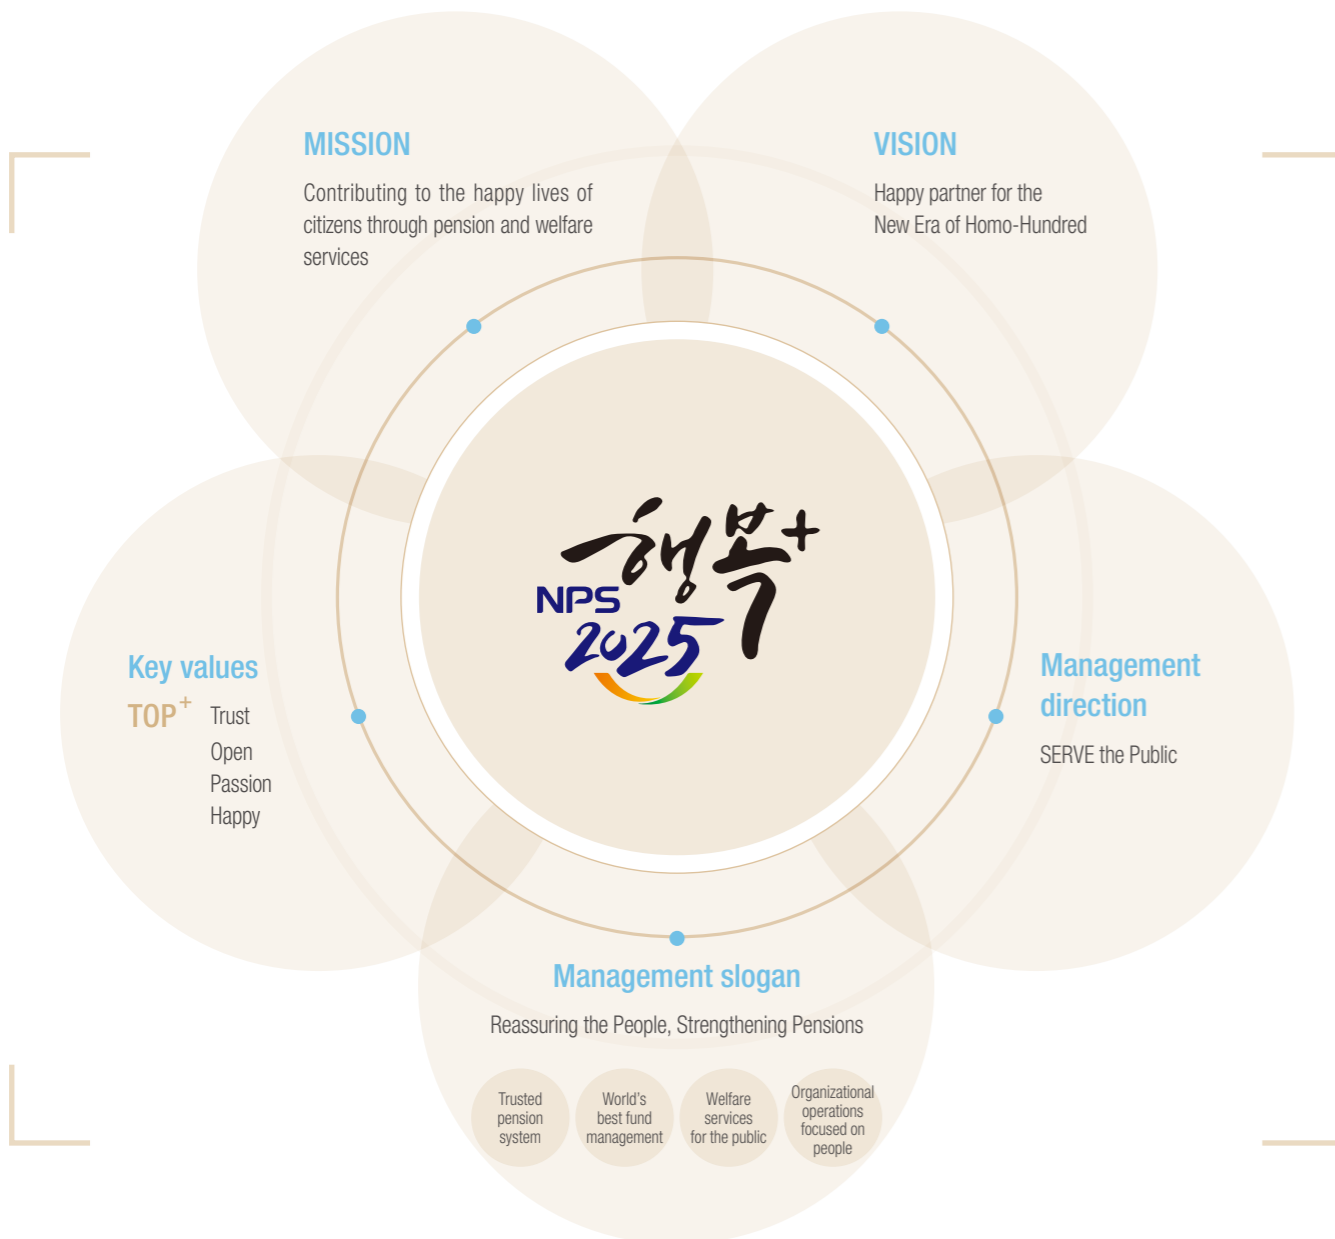 MISSION
Contributing to the happy lives of
citizens through pension and welfare
services
VISION
Happy partner for the
New Era of Homo-Hundred
행복+
NPS
2025
Key values
TOP+ Trust
Open
Passion
Happy
Management
direction
SERVE the Public
Management slogan
Reassuring the People, Strengthening Pensions
Trusted
pension
system
World's
best fund
management
Welfare
services
for the public
Organizational
operations
focused on
people